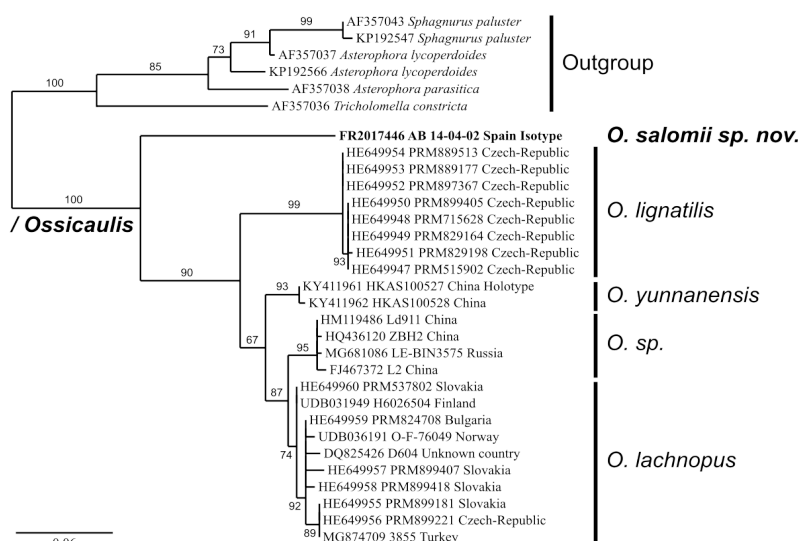 99
AF357043 Sphagnurus paluster
KP192547 Sphagnurus paluster
91
AF357037 Asterophora lycoperdoides
73
KP192566 Asterophora lycoperdoides
85
AF357038 Asterophora parasitica
100
AF357036 Tricholomella constricta
Outgroup
FR2017446 AB 14-04-02 Spain Isotype
O. salomii sp. nov.
HE649954 PRM889513 Czech-Republic
HE649953 PRM889177 Czech-Republic
HE649952 PRM897367 Czech-Republic
99
HE649950 PRM899405 Czech-Republic
HE649948 PRM715628 Czech-Republic
HE649949 PRM829164 Czech-Republic
HE649951 PRM829198 Czech-Republic
93
HE649947 PRM515902 Czech-Republic
O. lignatilis
100
/ Ossicaulis
90
93
KY411961 HKAS100527 China Holotype
KY411962 HKAS100528 China
O. yunnanensis
67
HM119486 Ld911 China
HQ436120 ZBH2 China
95
MG681086 LE-BIN3575 Russia
FJ467372 L2 China
O. sp.
87
HE649960 PRM537802 Slovakia
UDB031949 H6026504 Finland
HE649959 PRM824708 Bulgaria
UDB036191 O-F-76049 Norway
74
DQ825426 D604 Unknown country
HE649957 PRM899407 Slovakia
HE649958 PRM899418 Slovakia
92
HE649955 PRM899181 Slovakia
HE649956 PRM899221 Czech-Republic
89
MG874709 3855 Turkey
O. lachnopus